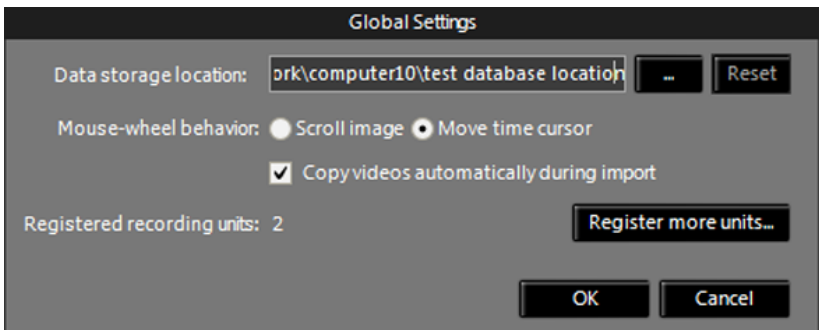 Global Settings
Data storage location: ork\computer10\test database location ... Reset
Mouse-wheel behavior: Scroll image Move time cursor
Copy videos automatically during import
Registered recording units: 2 Register more units...
OK Cancel